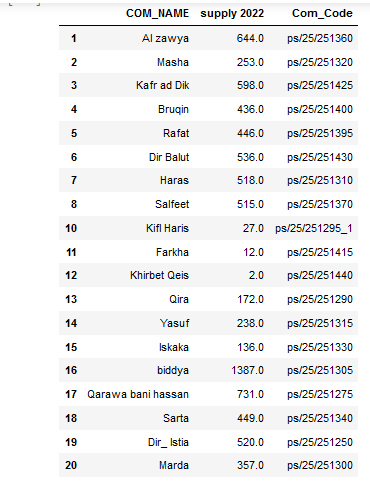 COM_NAME supply 2022 Com_Code
1 Al zawya 644.0 ps/25/251360
2 Masha 253.0 ps/25/251320
3 Kafr ad Dik 598.0 ps/25/251425
4 Bruqin 436.0 ps/25/251400
5 Rafat 446.0 ps/25/251395
6 Dir Balut 536.0 ps/25/251430
7 Haras 518.0 ps/25/251310
8 Salfeet 515.0 ps/25/251370
10 Kifl Haris 27.0 ps/25/251295_1
11 Farkha 12.0 ps/25/251415
12 Khirbet Qeis 2.0 ps/25/251440
13 Qira 172.0 ps/25/251290
14 Yasuf 238.0 ps/25/251315
15 Iskaka 136.0 ps/25/251330
16 biddya 1387.0 ps/25/251305
17 Qarawa bani hassan 731.0 ps/25/251275
18 Sarta 449.0 ps/25/251340
19 Dir_ Istia 520.0 ps/25/251250
20 Marda 357.0 ps/25/251300